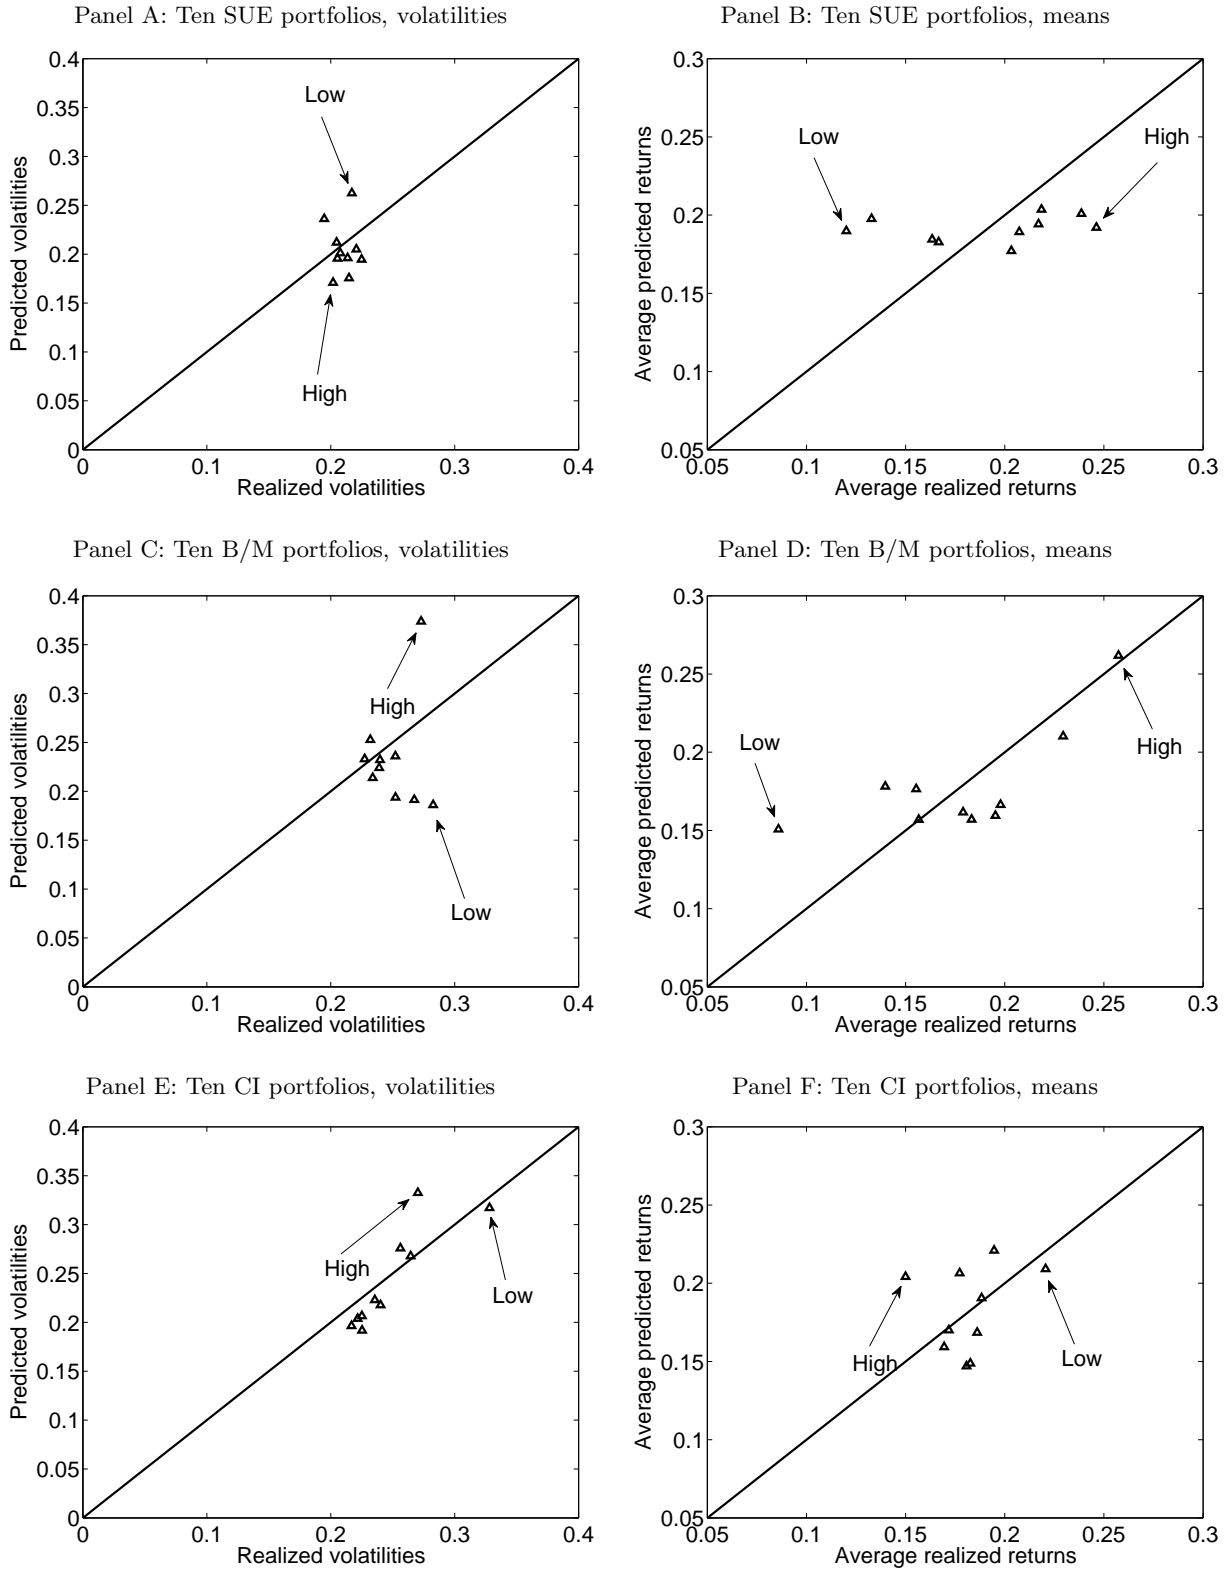 Panel A: Ten SUE portfolios, volatilities
0.4
0.35
0.3
0.25
0.2
0.15
0.1
0.05
0
Predicted volatilities
Low
High
0 0.1 0.2 0.3 0.4
Realized volatilities
Panel B: Ten SUE portfolios, means
0.3
0.25
0.2
0.15
0.1
0.05
Average predicted returns
Low
High
0.05 0.1 0.15 0.2 0.25 0.3
Average realized returns
Panel C: Ten B/M portfolios, volatilities
0.4
0.35
0.3
0.25
0.2
0.15
0.1
0.05
0
Predicted volatilities
High
Low
0 0.1 0.2 0.3 0.4
Realized volatilities
Panel D: Ten B/M portfolios, means
0.3
0.25
0.2
0.15
0.1
0.05
Average predicted returns
Low
High
0.05 0.1 0.15 0.2 0.25 0.3
Average realized returns
Panel E: Ten CI portfolios, volatilities
0.4
0.35
0.3
0.25
0.2
0.15
0.1
0.05
0
Predicted volatilities
High
Low
0 0.1 0.2 0.3 0.4
Realized volatilities
Panel F: Ten CI portfolios, means
0.3
0.25
0.2
0.15
0.1
0.05
Average predicted returns
High
Low
0.05 0.1 0.15 0.2 0.25 0.3
Average realized returns